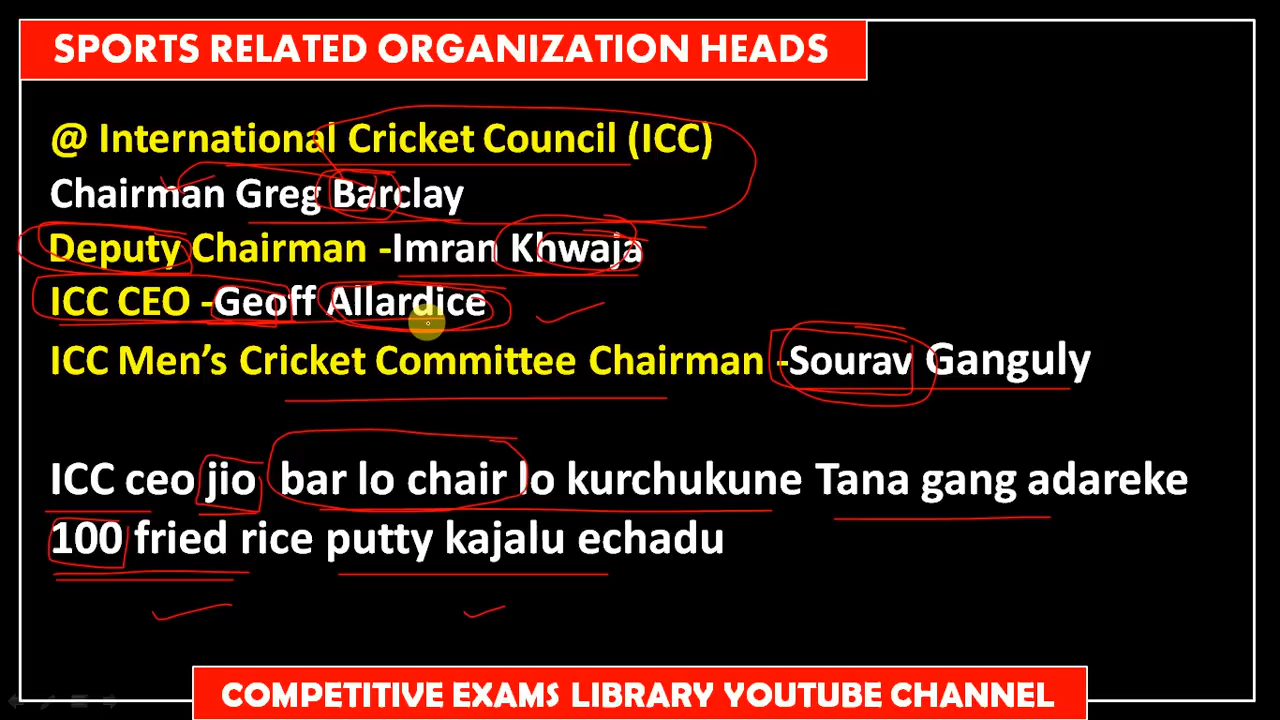 SPORTS RELATED ORGANIZATION HEADS
@ International Cricket Council (ICC)
Chairman Greg Barclay
Deputy Chairman -Imran Khwaja
ICC CEO -Geoff Allardice
ICC Men’s Cricket Committee Chairman -Sourav Ganguly
ICC ceo jio bar lo chair lo kurchukune Tana gang adareke
100 fried rice putty kajalu echadu
COMPETITIVE EXAMS LIBRARY YOUTUBE CHANNEL